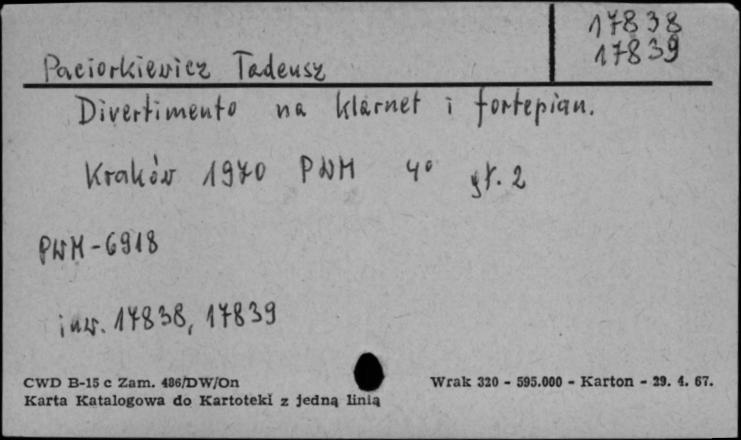 17838
17839
Paciorkiewicz Tadeusz
Divertimento na klarnet i fortepian.
Kraków 1970 PWM 4° gł. 2
PWM-6918
inw. 17838, 17839
CWD B-15 c Zam. 486/DW/On
Wrak 320 - 595.000 - Karton - 29. 4. 67.
Karta Katalogowa do Kartoteki z jedną linią